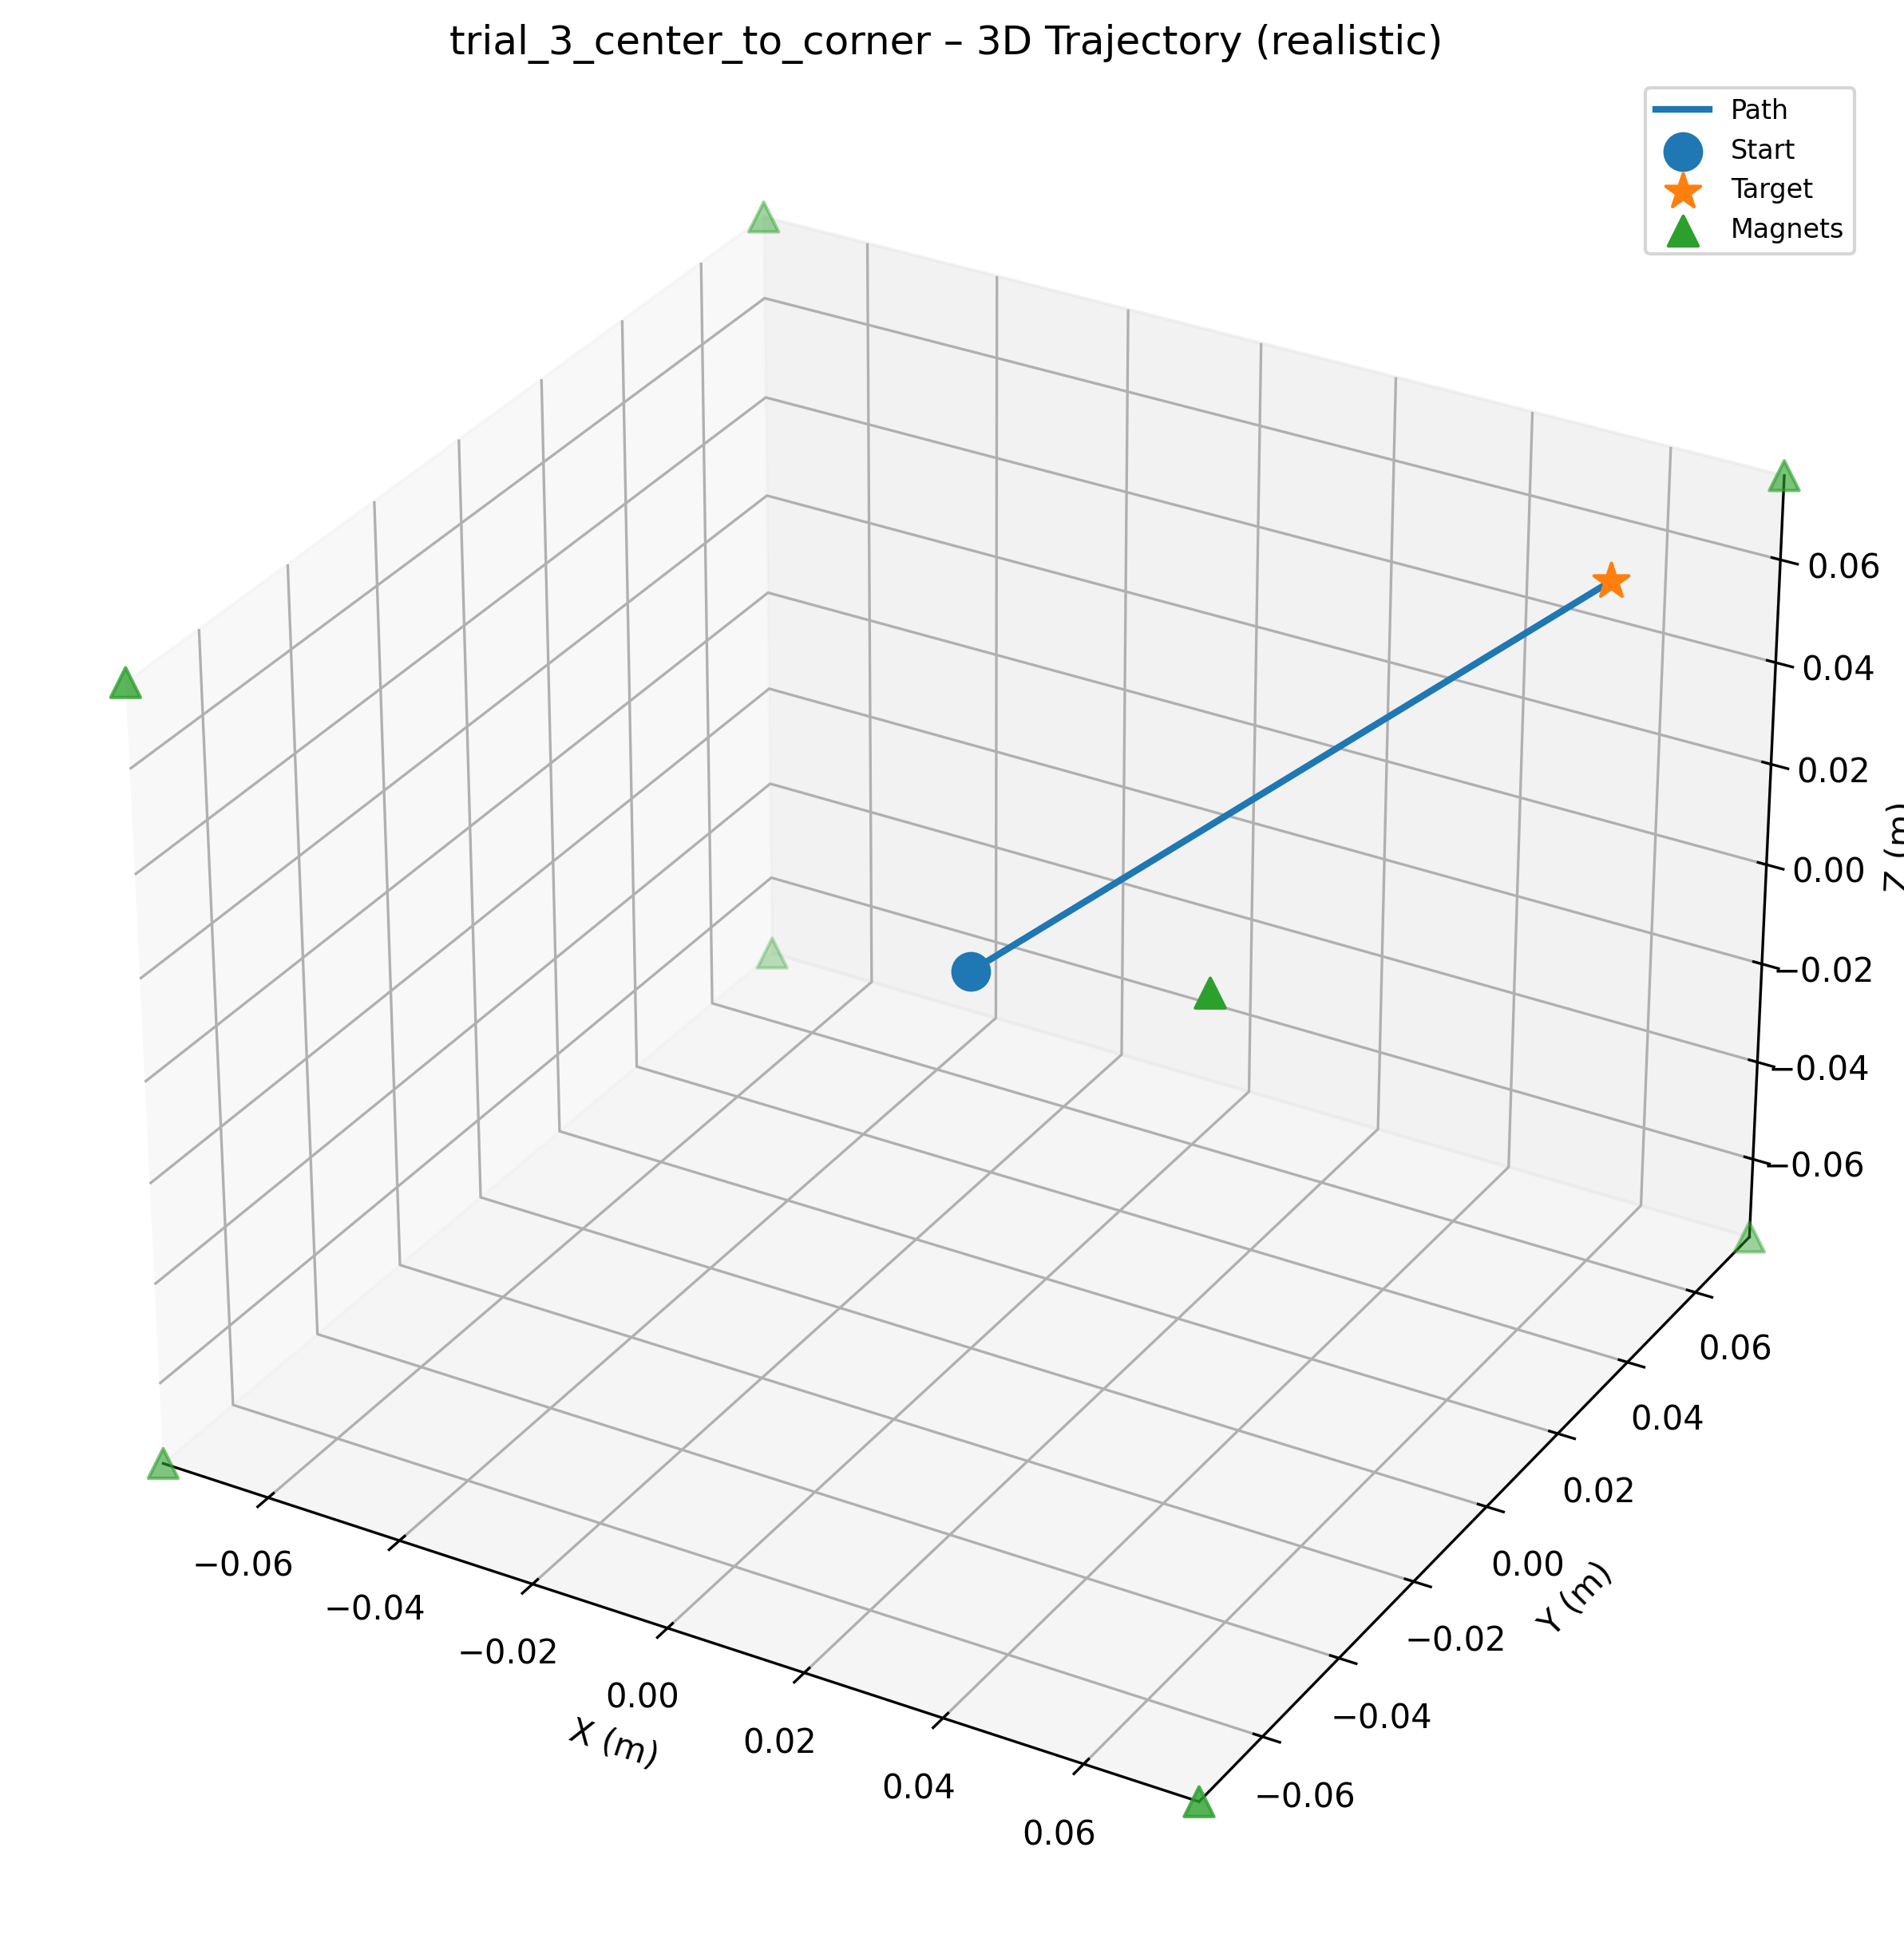 trial_3_center_to_corner – 3D Trajectory (realistic)
Path
Start
Target
Magnets
0.06
0.04
0.02
0.00
−0.02
−0.04
−0.06
Z (m)
0.06
0.04
0.02
0.00
−0.02
−0.04
−0.06
Y (m)
−0.06
−0.04
−0.02
0.00
0.02
0.04
0.06
X (m)